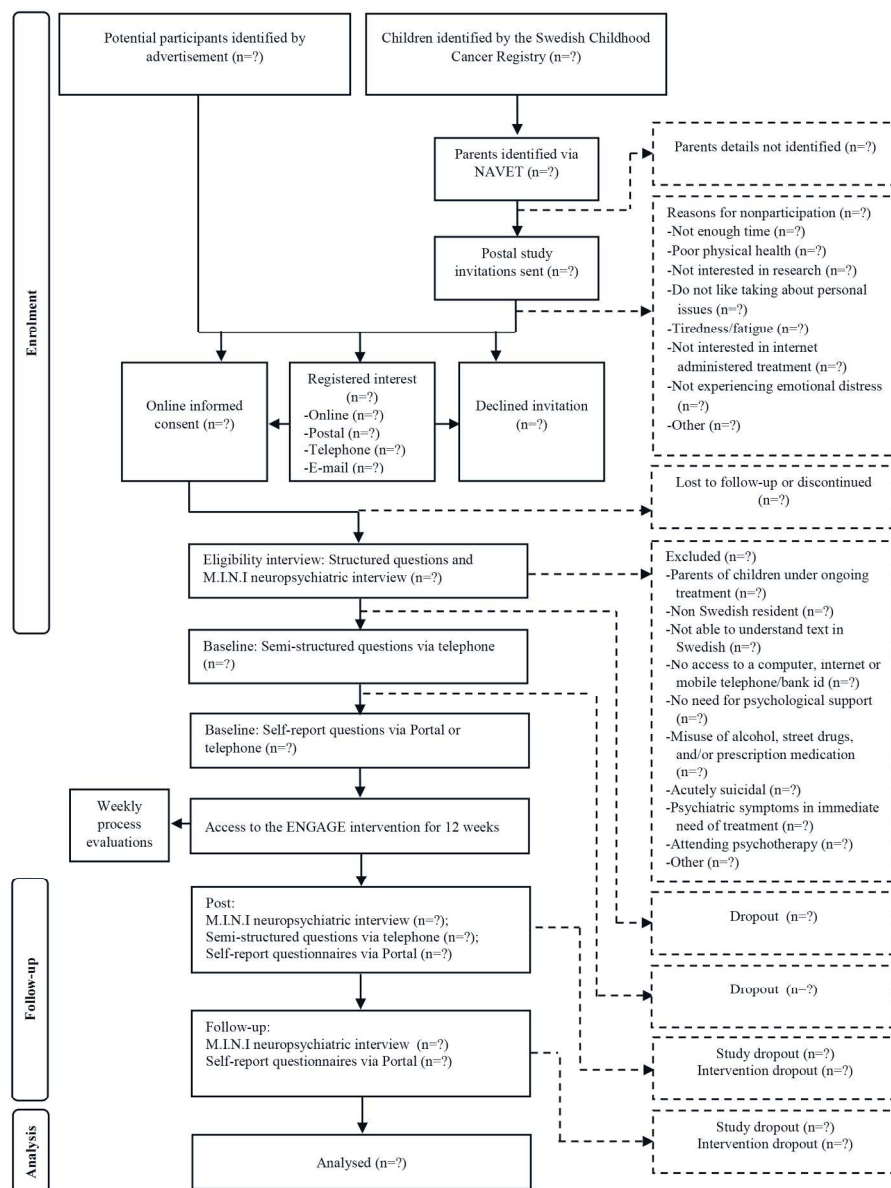 Enrolment
Potential participants identified by
advertisement (n=?)
Children identified by the Swedish Childhood
Cancer Registry (n=?)
Parents identified via
NAVET (n=?)
Parents details not identified (n=?)
Postal study
invitations sent (n=?)
Reasons for nonparticipation (n=?)
-Not enough time (n=?)
-Poor physical health (n=?)
-Not interested in research (n=?)
-Do not like taking about personal
issues (n=?)
-Tiredness/fatigue (n=?)
-Not interested in internet
administered treatment (n=?)
-Not experiencing emotional distress
(n=?)
-Other (n=?)
Online informed
consent (n=?)
Registered interest
(n=?)
-Online (n=?)
-Postal (n=?)
-Telephone (n=?)
-E-mail (n=?)
Declined invitation
(n=?)
Lost to follow-up or discontinued
(n=?)
Eligibility interview: Structured questions and
M.I.N.I neuropsychiatric interview (n=?)
Excluded (n=?)
-Parents of children under ongoing
treatment (n=?)
-Non Swedish resident (n=?)
-Not able to understand text in
Swedish (n=?)
-No access to a computer, internet or
mobile telephone/bank id (n=?)
-No need for psychological support
(n=?)
-Misuse of alcohol, street drugs,
and/or prescription medication
(n=?)
-Acutely suicidal (n=?)
-Psychiatric symptoms in immediate
need of treatment (n=?)
-Attending psychotherapy (n=?)
-Other (n=?)
Baseline: Semi-structured questions via telephone
(n=?)
Baseline: Self-report questions via Portal or
telephone (n=?)
Weekly
process
evaluations
Access to the ENGAGE intervention for 12 weeks
Follow-up
Post:
M.I.N.I neuropsychiatric interview (n=?);
Semi-structured questions via telephone (n=?);
Self-report questionnaires via Portal (n=?)
Dropout (n=?)
Dropout (n=?)
Follow-up:
M.I.N.I neuropsychiatric interview (n=?)
Self-report questionnaires via Portal (n=?)
Study dropout (n=?)
Intervention dropout (n=?)
Analysis
Analysed (n=?)
Study dropout (n=?)
Intervention dropout (n=?)